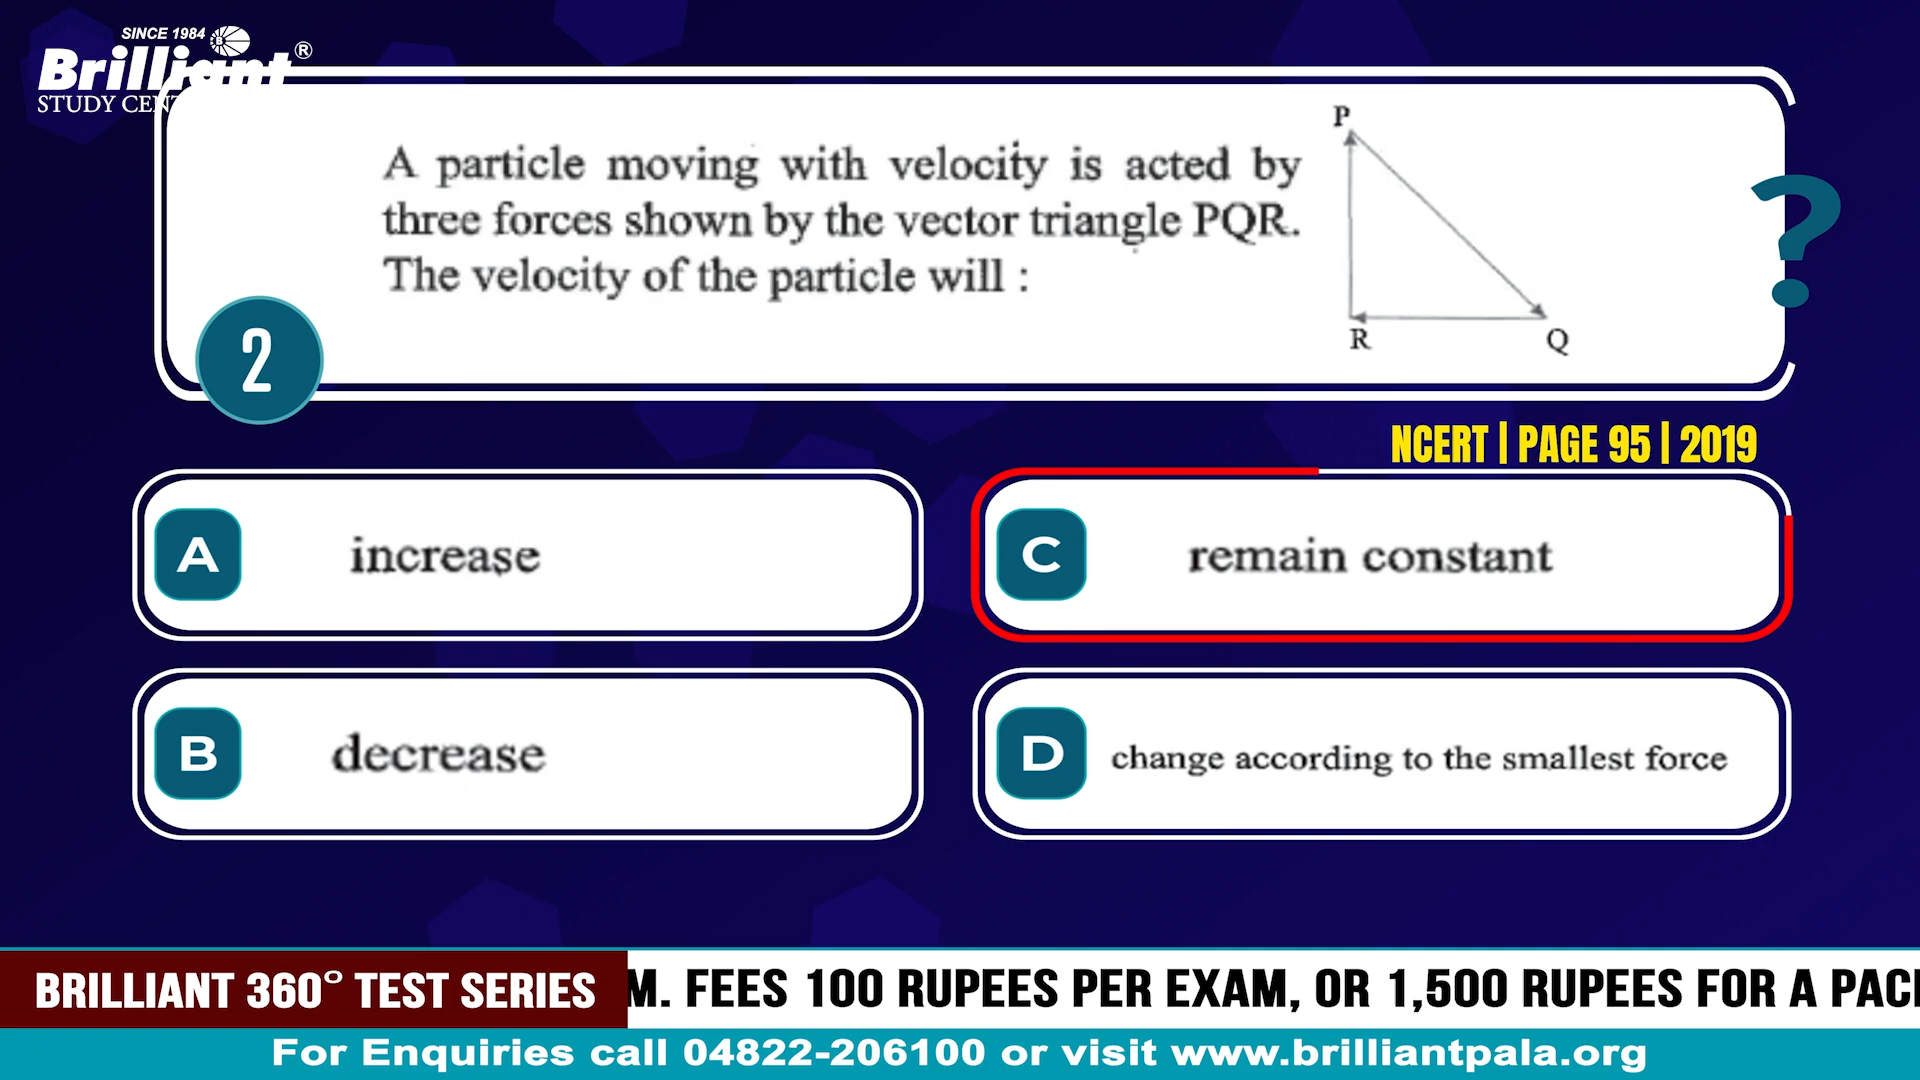 SINCE 1984
Brilliant®
STUDY CEN
A particle moving with velocity is acted by
three forces shown by the vector triangle PQR.
The velocity of the particle will :
P
R
Q
?
2
NCERT | PAGE 95 | 2019
A increase
C remain constant
B decrease
D change according to the smallest force
BRILLIANT 360° TEST SERIES
M. FEES 100 RUPEES PER EXAM, OR 1,500 RUPEES FOR A PAC
For Enquiries call 04822-206100 or visit www.brilliantpala.org